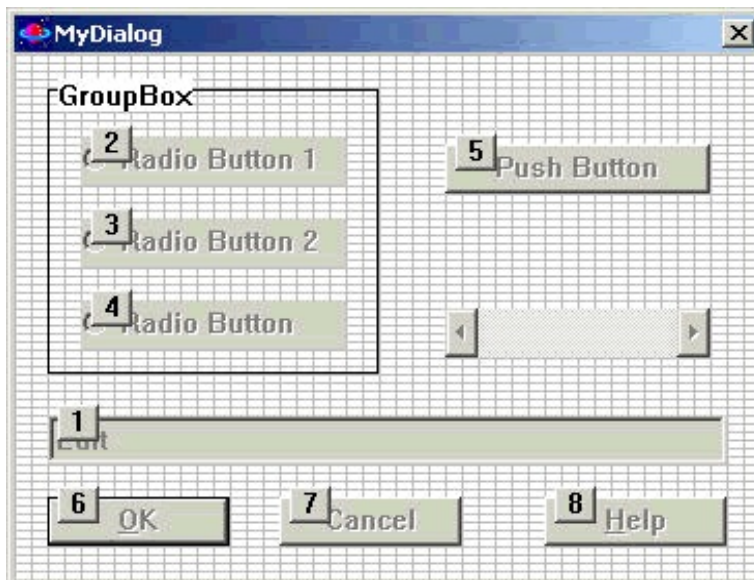 MyDialog
GroupBox
2 Radio Button 1
5 Push Button
3 Radio Button 2
4 Radio Button
1 Edit
6 OK
7 Cancel
8 Help